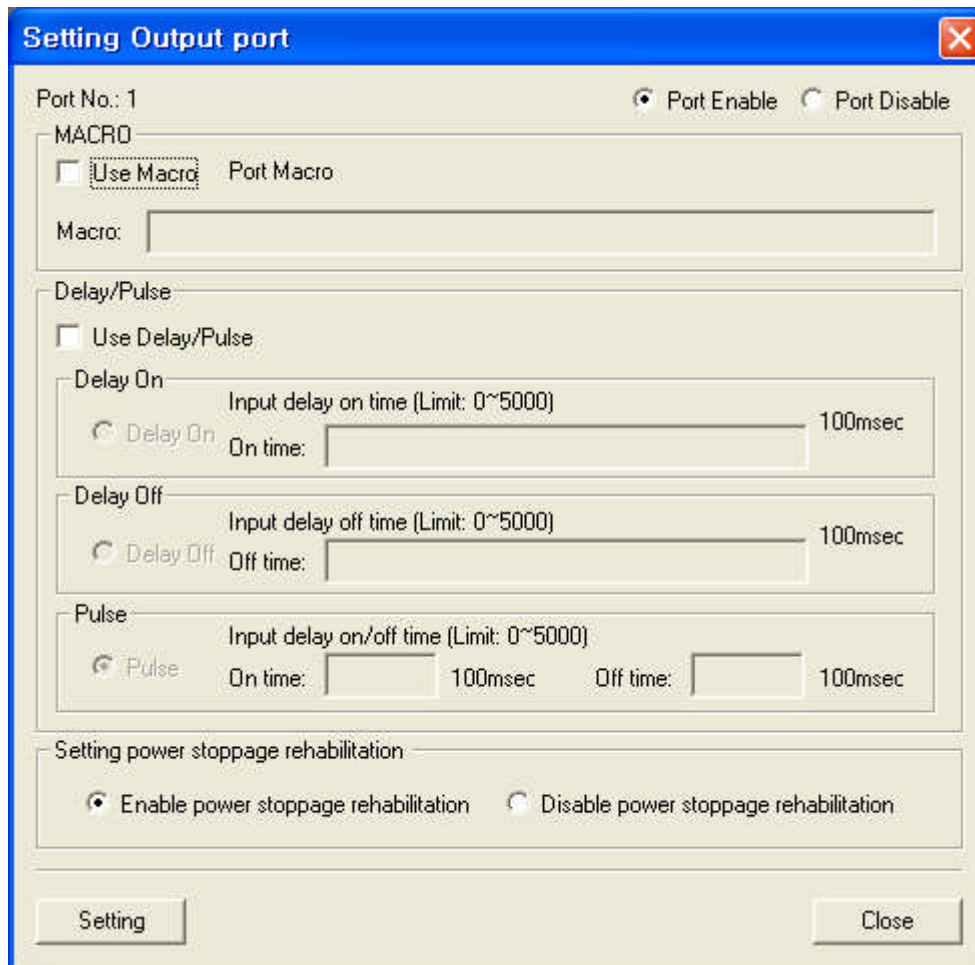 Setting Output port
Port No.: 1
Port Enable
Port Disable
MACRO
Use Macro
Port Macro
Macro:
Delay/Pulse
Use Delay/Pulse
Delay On
Input delay on time (Limit: 0~5000)
Delay On
On time:
100msec
Delay Off
Input delay off time (Limit: 0~5000)
Delay Off
Off time:
100msec
Pulse
Input delay on/off time (Limit: 0~5000)
Pulse
On time:
100msec
Off time:
100msec
Setting power stoppage rehabilitation
Enable power stoppage rehabilitation
Disable power stoppage rehabilitation
Setting
Close